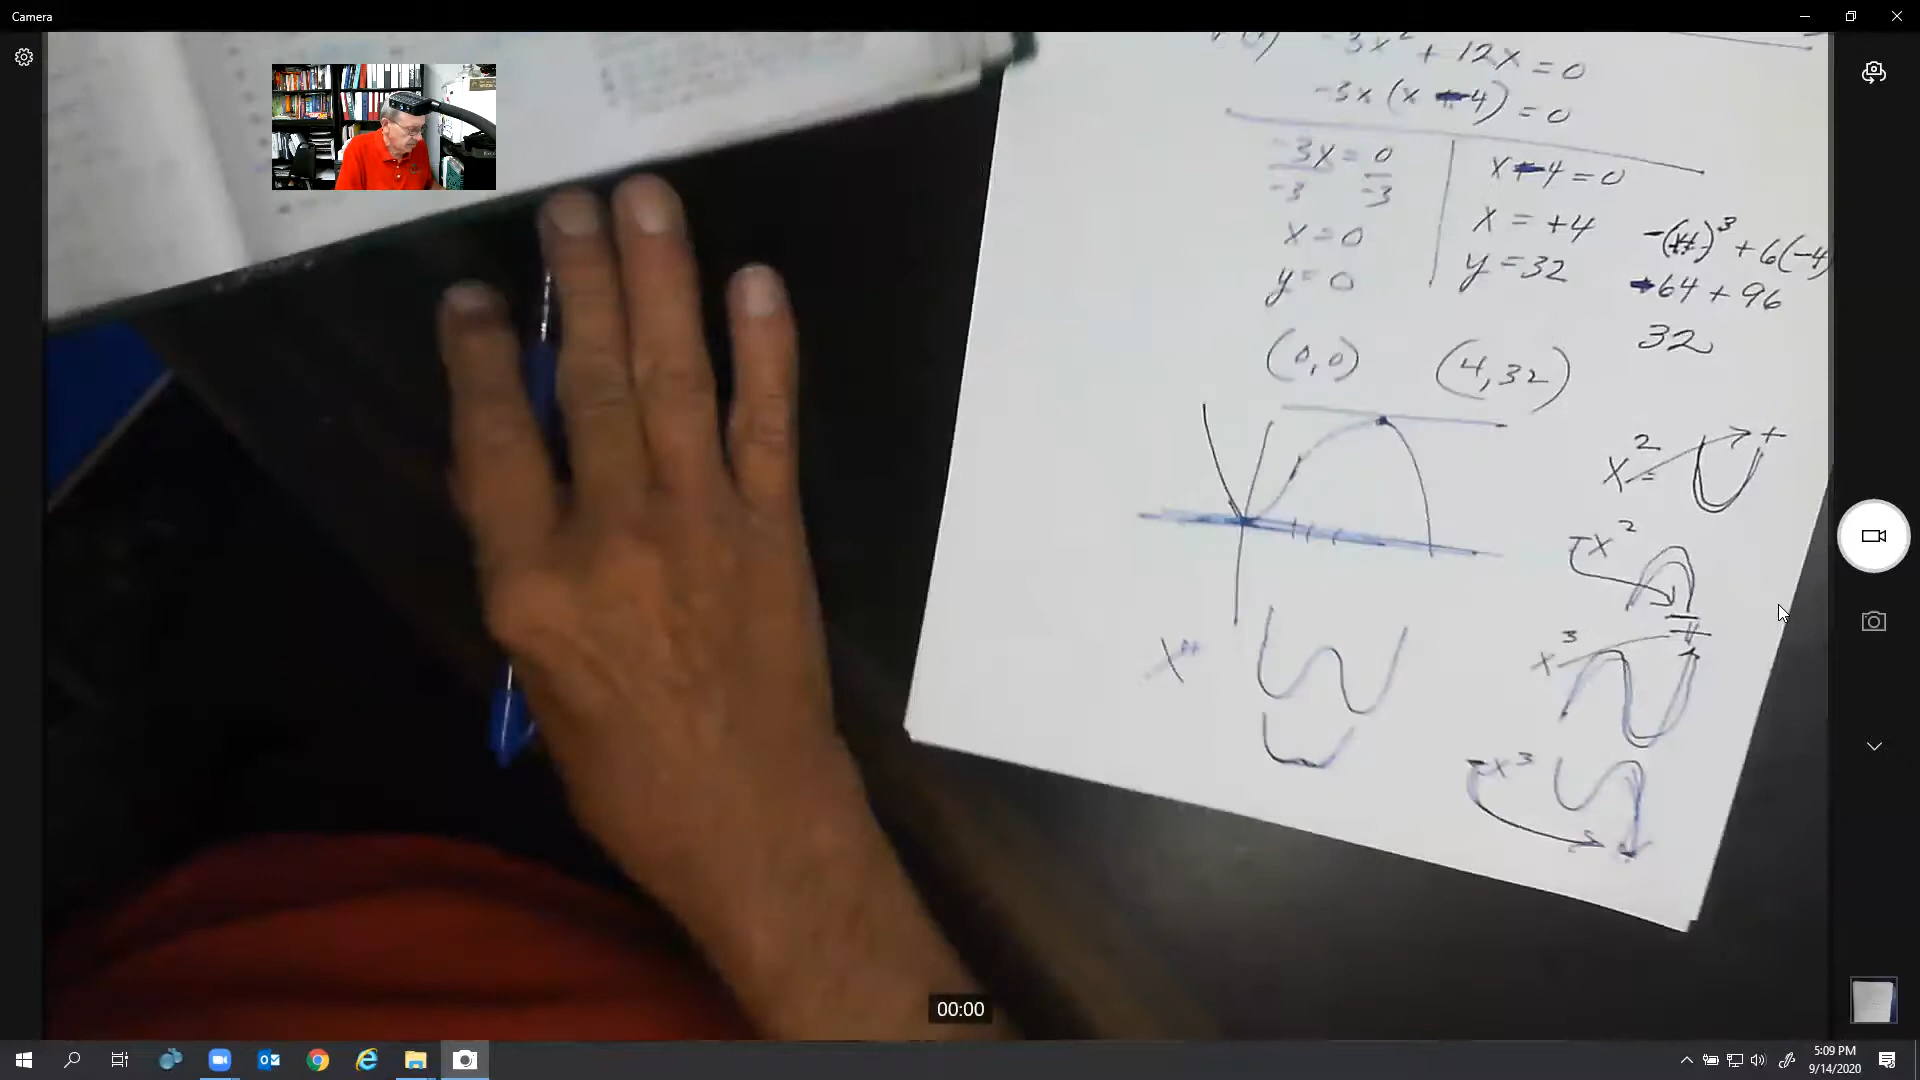 Camera
-3x² + 12x = 0
-3x (x - 4) = 0
-3x = 0
-3 -3
x = 0
y = 0
x - 4 = 0
x = +4
y = 32
+ 6(-4)
-64 + 96
32
(0,0) (4,32)
x² = +
-x²
x³ +
-x³
00:00
5:09 PM
9/14/2020